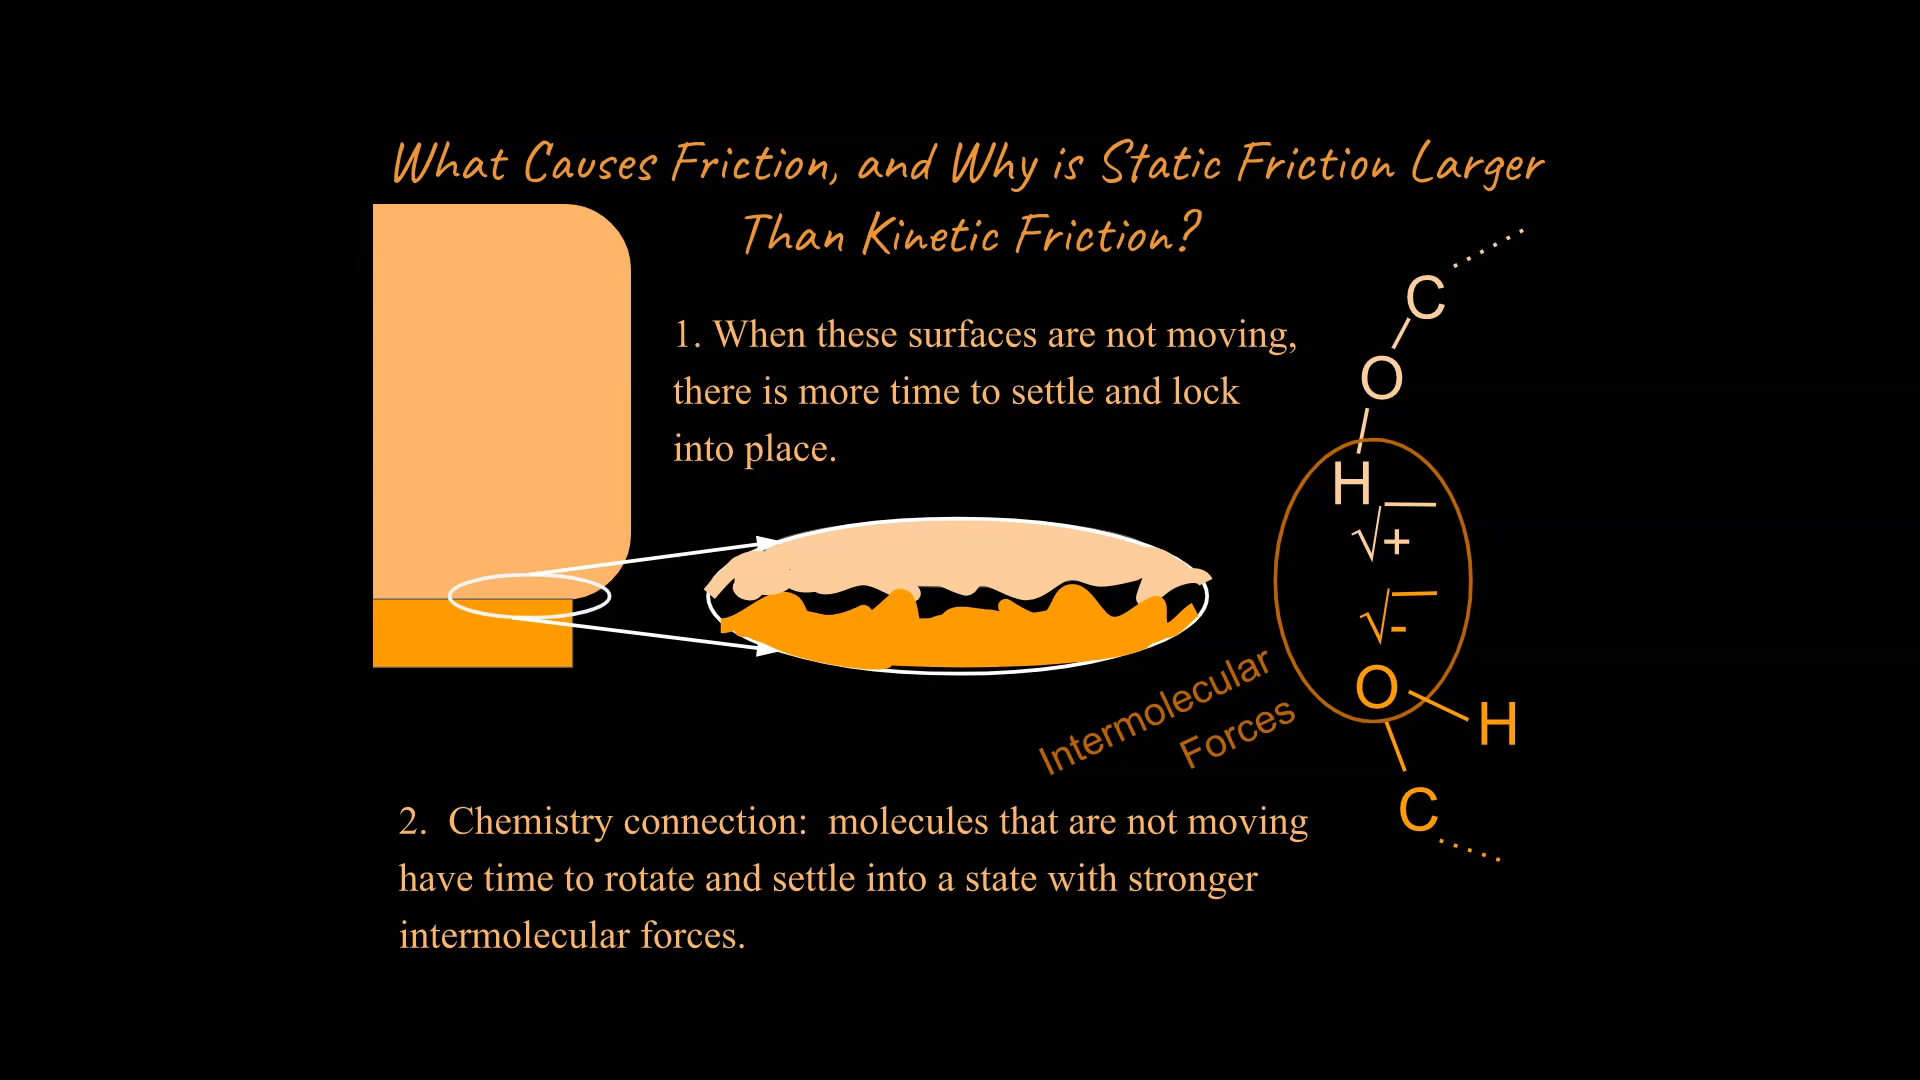 What Causes Friction, and Why is Static Friction Larger
Than Kinetic Friction?
1. When these surfaces are not moving,
there is more time to settle and lock
into place.
C
O
H
√+
√-
O
H
C
Intermolecular
Forces
2. Chemistry connection: molecules that are not moving
have time to rotate and settle into a state with stronger
intermolecular forces.